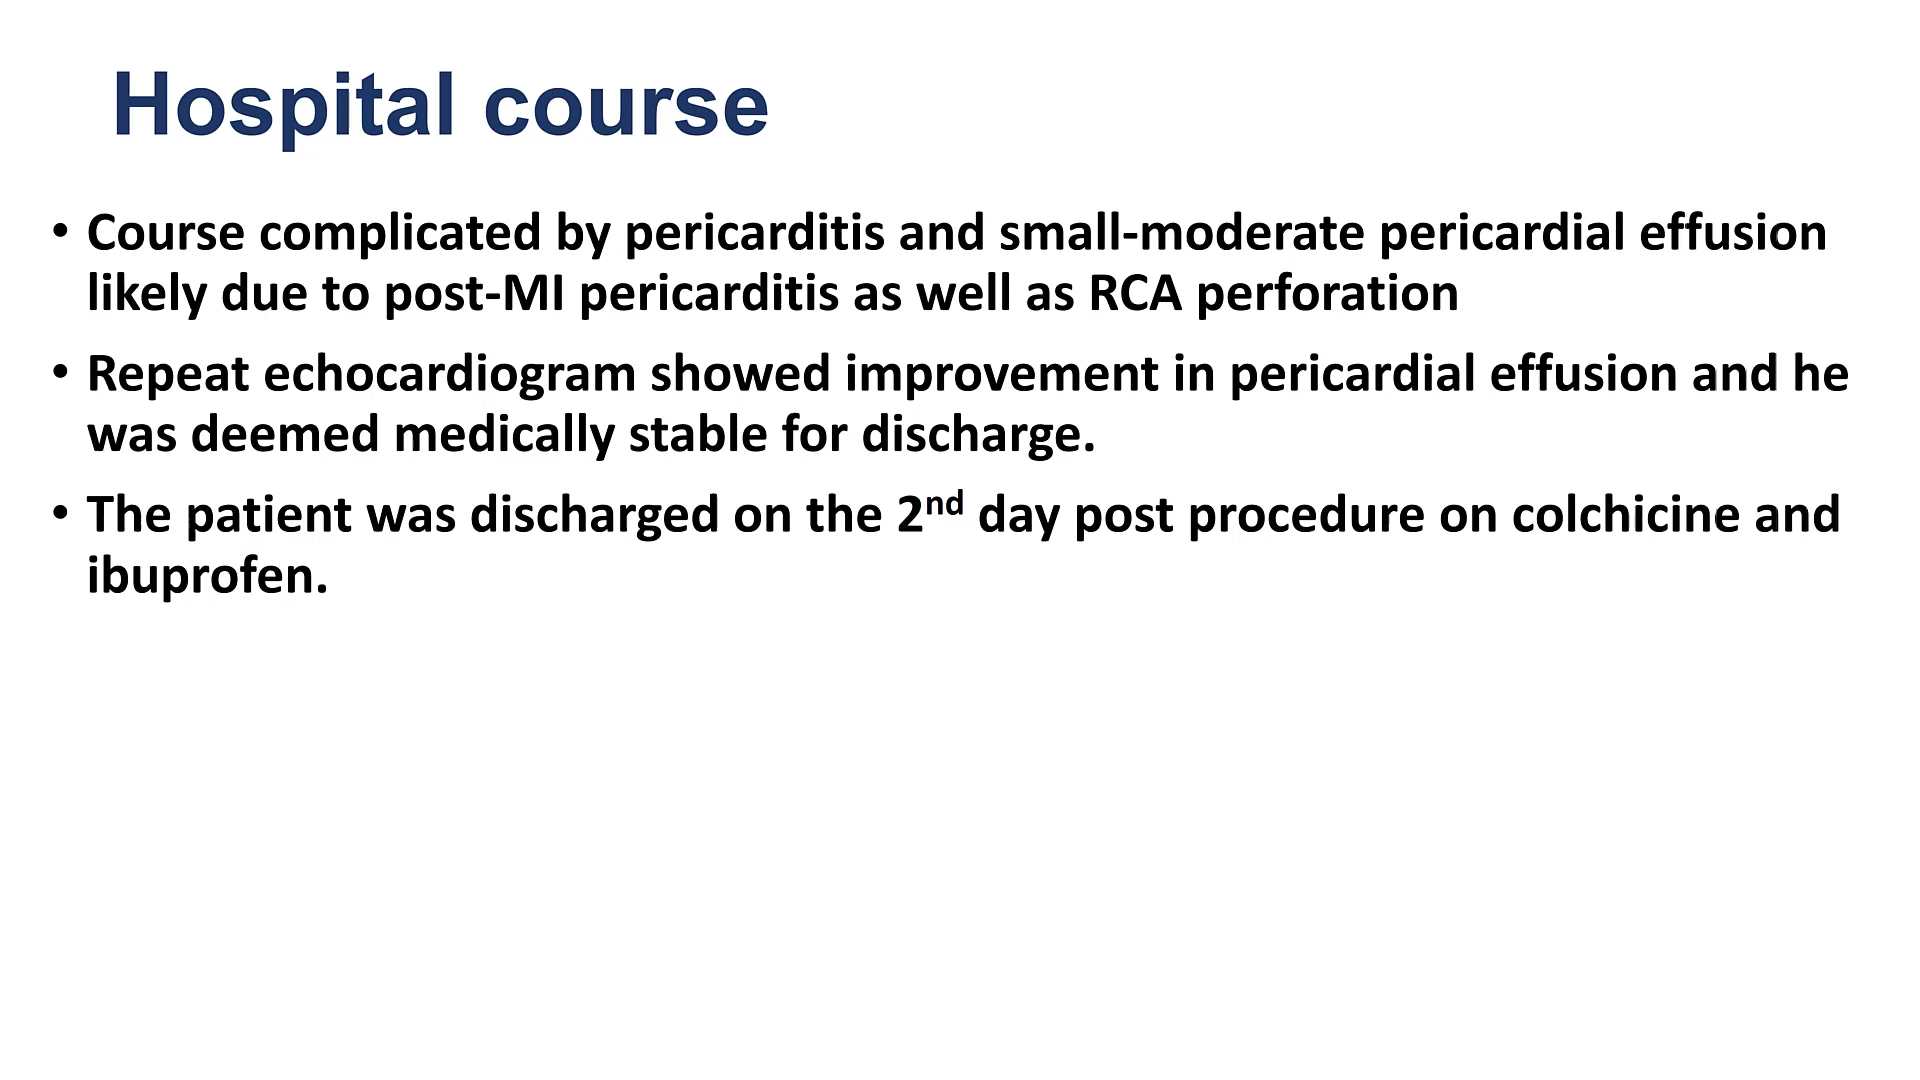 Hospital course
• Course complicated by pericarditis and small-moderate pericardial effusion
likely due to post-MI pericarditis as well as RCA perforation
• Repeat echocardiogram showed improvement in pericardial effusion and he
was deemed medically stable for discharge.
• The patient was discharged on the 2nd day post procedure on colchicine and
ibuprofen.